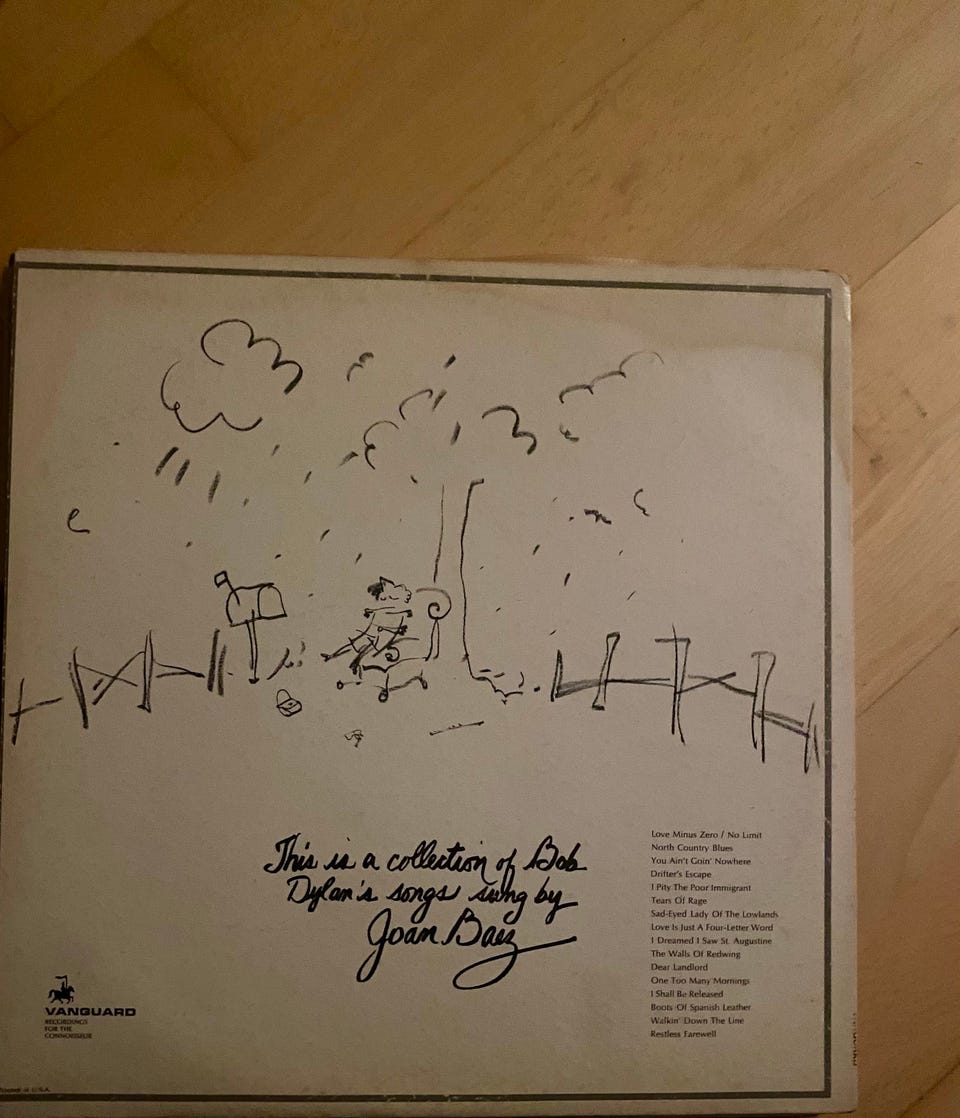 This is a collection of Bob
Dylan's songs sung by
Joan Baez
Love Minus Zero / No Limit
North Country Blues
You Ain't Goin' Nowhere
Drifter's Escape
I Pity The Poor Immigrant
Tears Of Rage
Sad-Eyed Lady Of The Lowlands
Love Is Just A Four-Letter Word
I Dreamed I Saw St. Augustine
The Walls Of Redwing
Dear Landlord
One Too Many Mornings
I Shall Be Released
Boots Of Spanish Leather
Walkin' Down The Line
Restless Farewell
VANGUARD
RECORDINGS
FOR THE
CONNOISSEUR
U.S.A.